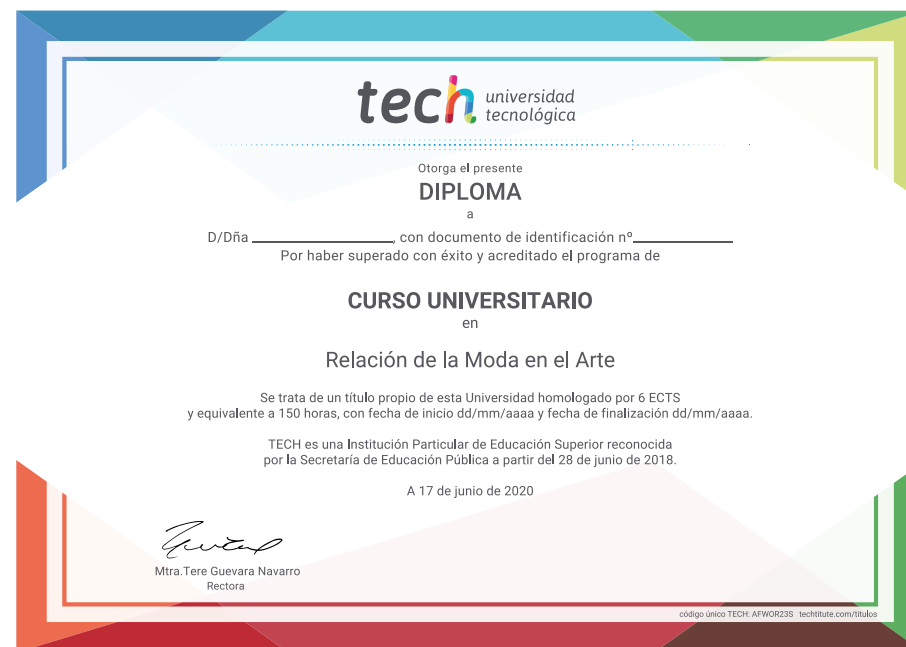 tech universidad
tecnológica
Otorga el presente
DIPLOMA
a
D/Dña ______________, con documento de identificación nº__________
Por haber superado con éxito y acreditado el programa de
CURSO UNIVERSITARIO
en
Relación de la Moda en el Arte
Se trata de un título propio de esta Universidad homologado por 6 ECTS
y equivalente a 150 horas, con fecha de inicio dd/mm/aaaa y fecha de finalización dd/mm/aaaa.
TECH es una Institución Particular de Educación Superior reconocida
por la Secretaría de Educación Pública a partir del 28 de junio de 2018.
A 17 de junio de 2020
Mtra.Tere Guevara Navarro
Rectora
código único TECH: AFWOR23S techtitute.com/titulos